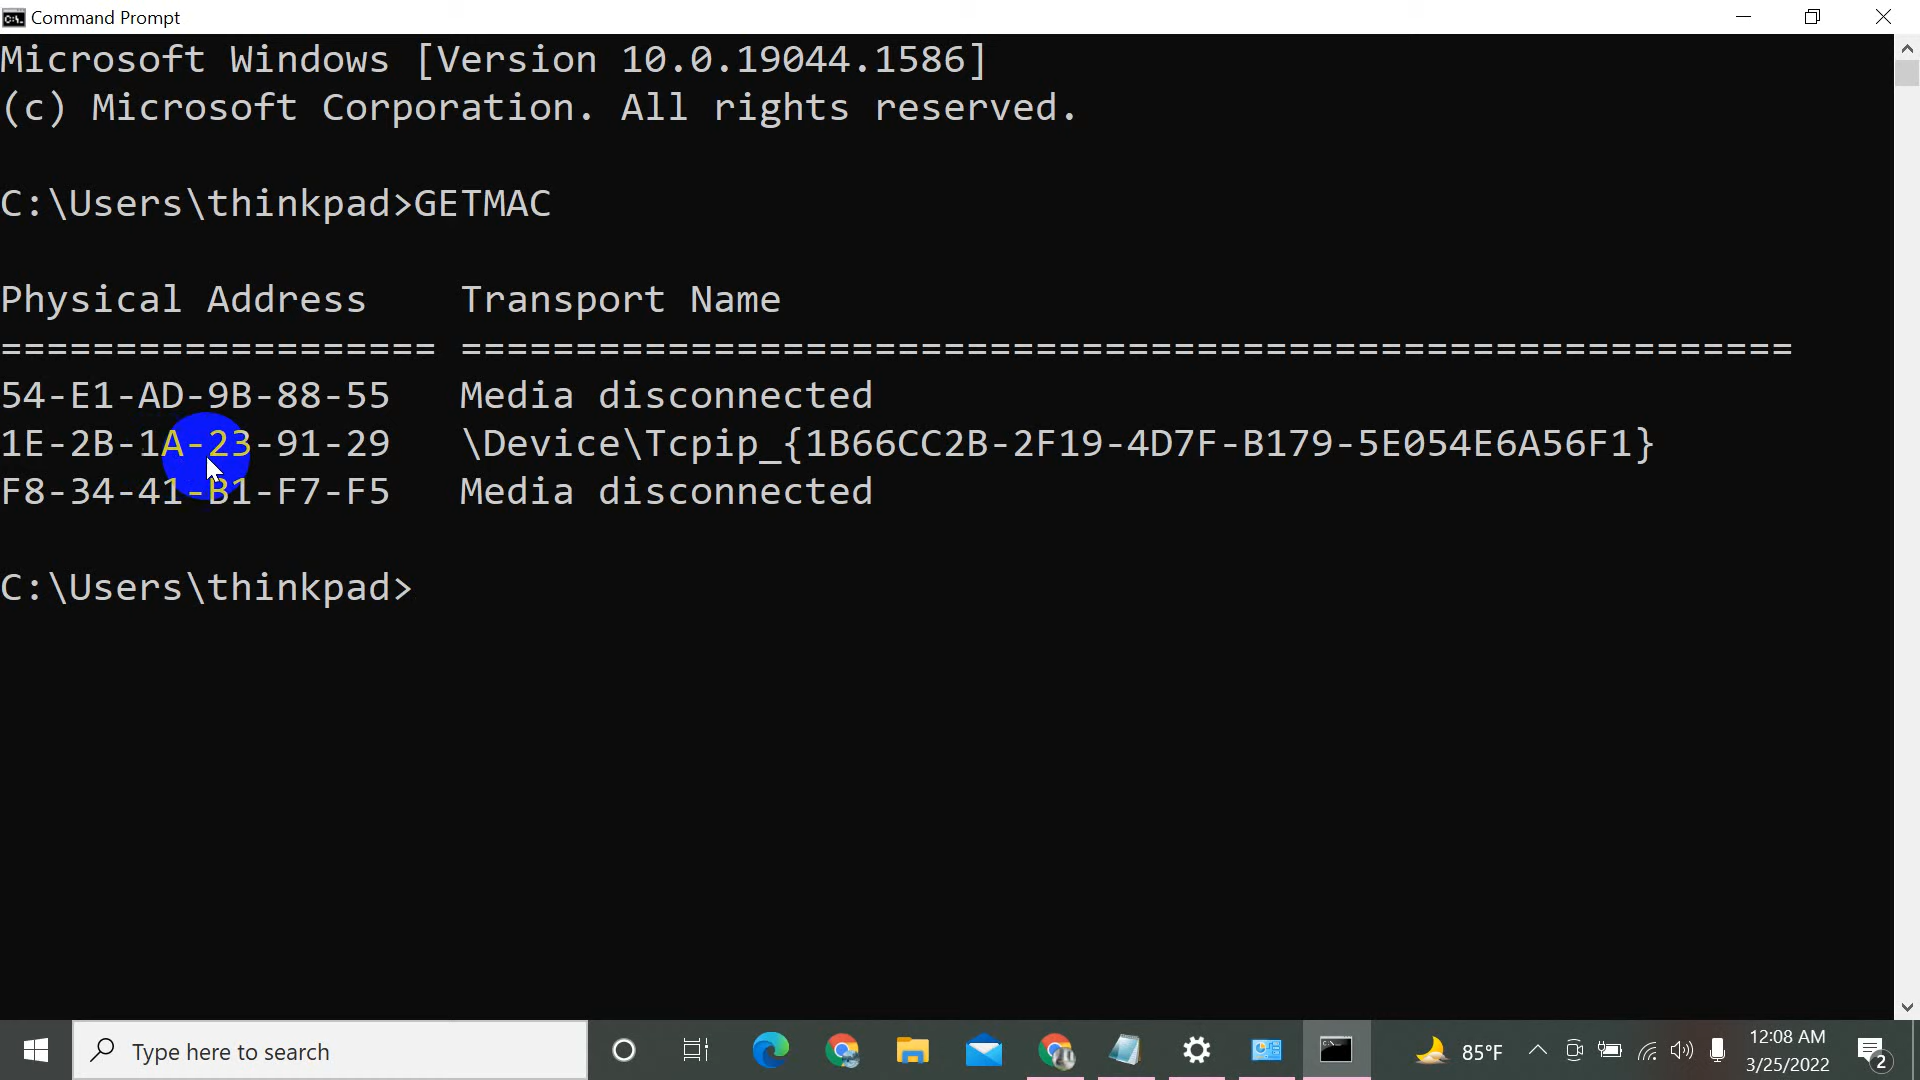 Command Prompt
Microsoft Windows [Version 10.0.19044.1586]
(c) Microsoft Corporation. All rights reserved.
C:\Users\thinkpad>GETMAC
Physical Address    Transport Name
=================== ==========================================================
54-E1-AD-9B-88-55   Media disconnected
1E-2B-1A-23-91-29   \Device\Tcpip_{1B66CC2B-2F19-4D7F-B179-5E054E6A56F1}
F8-34-41-B1-F7-F5   Media disconnected
C:\Users\thinkpad>
Type here to search
85°F
12:08 AM
3/25/2022
2